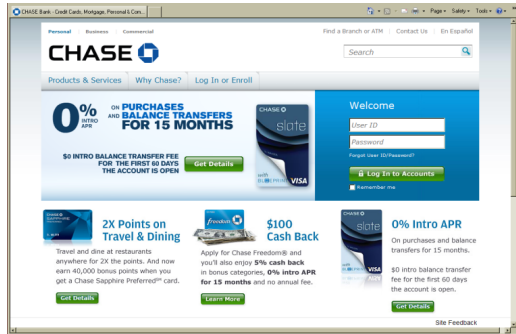 CHASE Bank - Credit Cards, Mortgage, Personal & Com...
Page Safety Tools
Personal Business Commercial
Find a Branch or ATM Contact Us En Español
CHASE
Search
Products & Services Why Chase? Log In or Enroll
0% INTRO APR
ON PURCHASES
AND BALANCE TRANSFERS
FOR 15 MONTHS
$0 INTRO BALANCE TRANSFER FEE
FOR THE FIRST 60 DAYS
THE ACCOUNT IS OPEN
Get Details
CHASE
slate
with
BLUEPRINT
VISA
Welcome
User ID
Password
Forgot User ID/Password?
Log In to Accounts
Remember me
2X Points on
Travel & Dining
Travel and dine at restaurants
anywhere for 2X the points. And now
earn 40,000 bonus points when you
get a Chase Sapphire Preferred℠ card.
Get Details
freedom
$100
Cash Back
Apply for Chase Freedom® and
you'll also enjoy 5% cash back
in bonus categories, 0% intro APR
for 15 months and no annual fee.
Learn More
CHASE
slate
VISA
0% Intro APR
On purchases and balance
transfers for 15 months.
$0 intro balance transfer
fee for the first 60 days
the account is open.
Get Details
Site Feedback